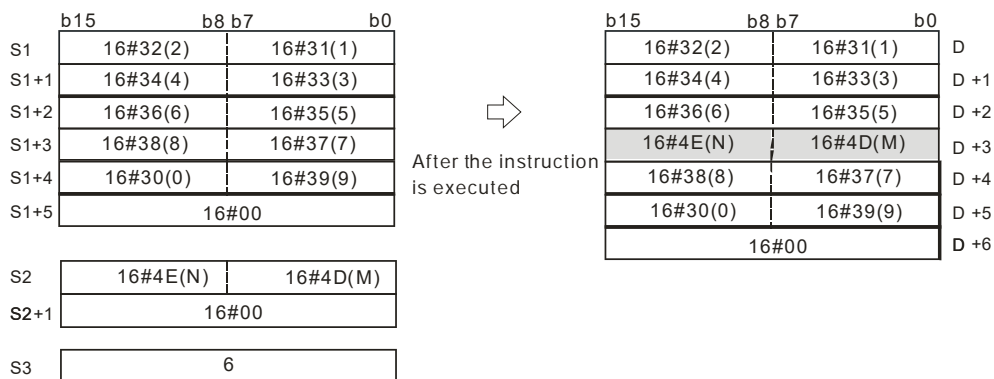 b15 b8 b7 b0 b15 b8 b7 b0
S1 16#32(2) 16#31(1) 16#32(2) 16#31(1) D
S1+1 16#34(4) 16#33(3) 16#34(4) 16#33(3) D +1
S1+2 16#36(6) 16#35(5) 16#36(6) 16#35(5) D +2
S1+3 16#38(8) 16#37(7) 16#4E(N) 16#4D(M) D +3
After the instruction
is executed
S1+4 16#30(0) 16#39(9) 16#38(8) 16#37(7) D +4
S1+5 16#00 16#30(0) 16#39(9) D +5
16#00 D +6
S2 16#4E(N) 16#4D(M)
S2+1 16#00
S3 6